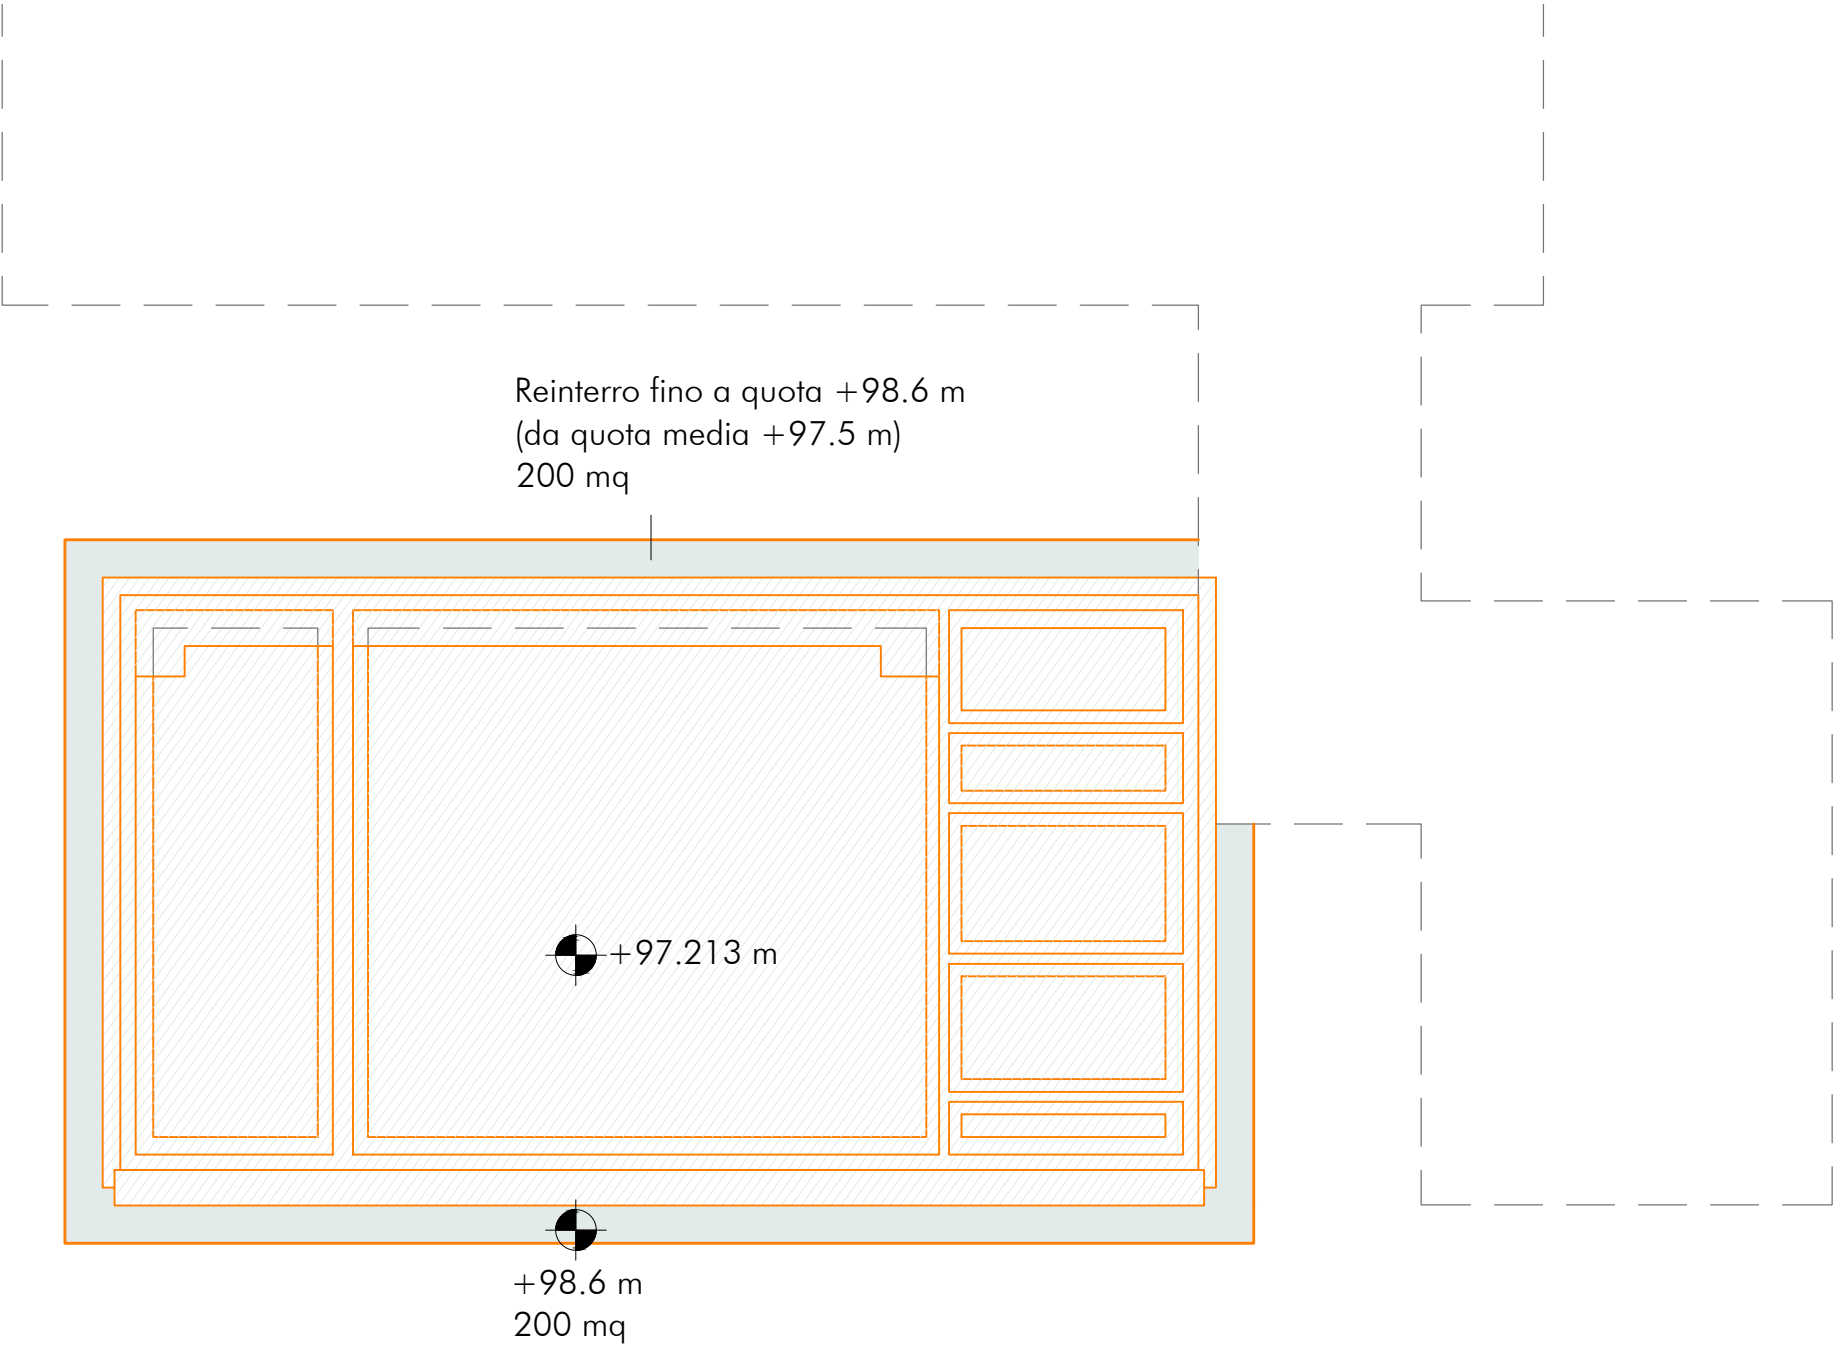 Reinterro fino a quota +98.6 m
(da quota media +97.5 m)
200 mq
+97.213 m
+98.6 m
200 mq